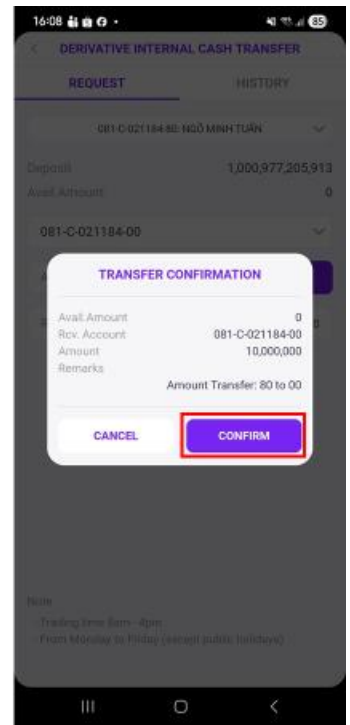 16:08
85
DERIVATIVE INTERNAL CASH TRANSFER
REQUEST HISTORY
081-C-021184-80: NGÔ MINH TUẤN
Deposit 1,000,977,205,913
Avail.Amount 0
081-C-021184-00
TRANSFER CONFIRMATION
Avail.Amount 0
Rcv. Account 081-C-021184-00
Amount 10,000,000
Remarks
Amount Transfer: 80 to 00
CANCEL CONFIRM
Note
- Trading time 8am - 4pm
- From Monday to Friday (except public holidays)